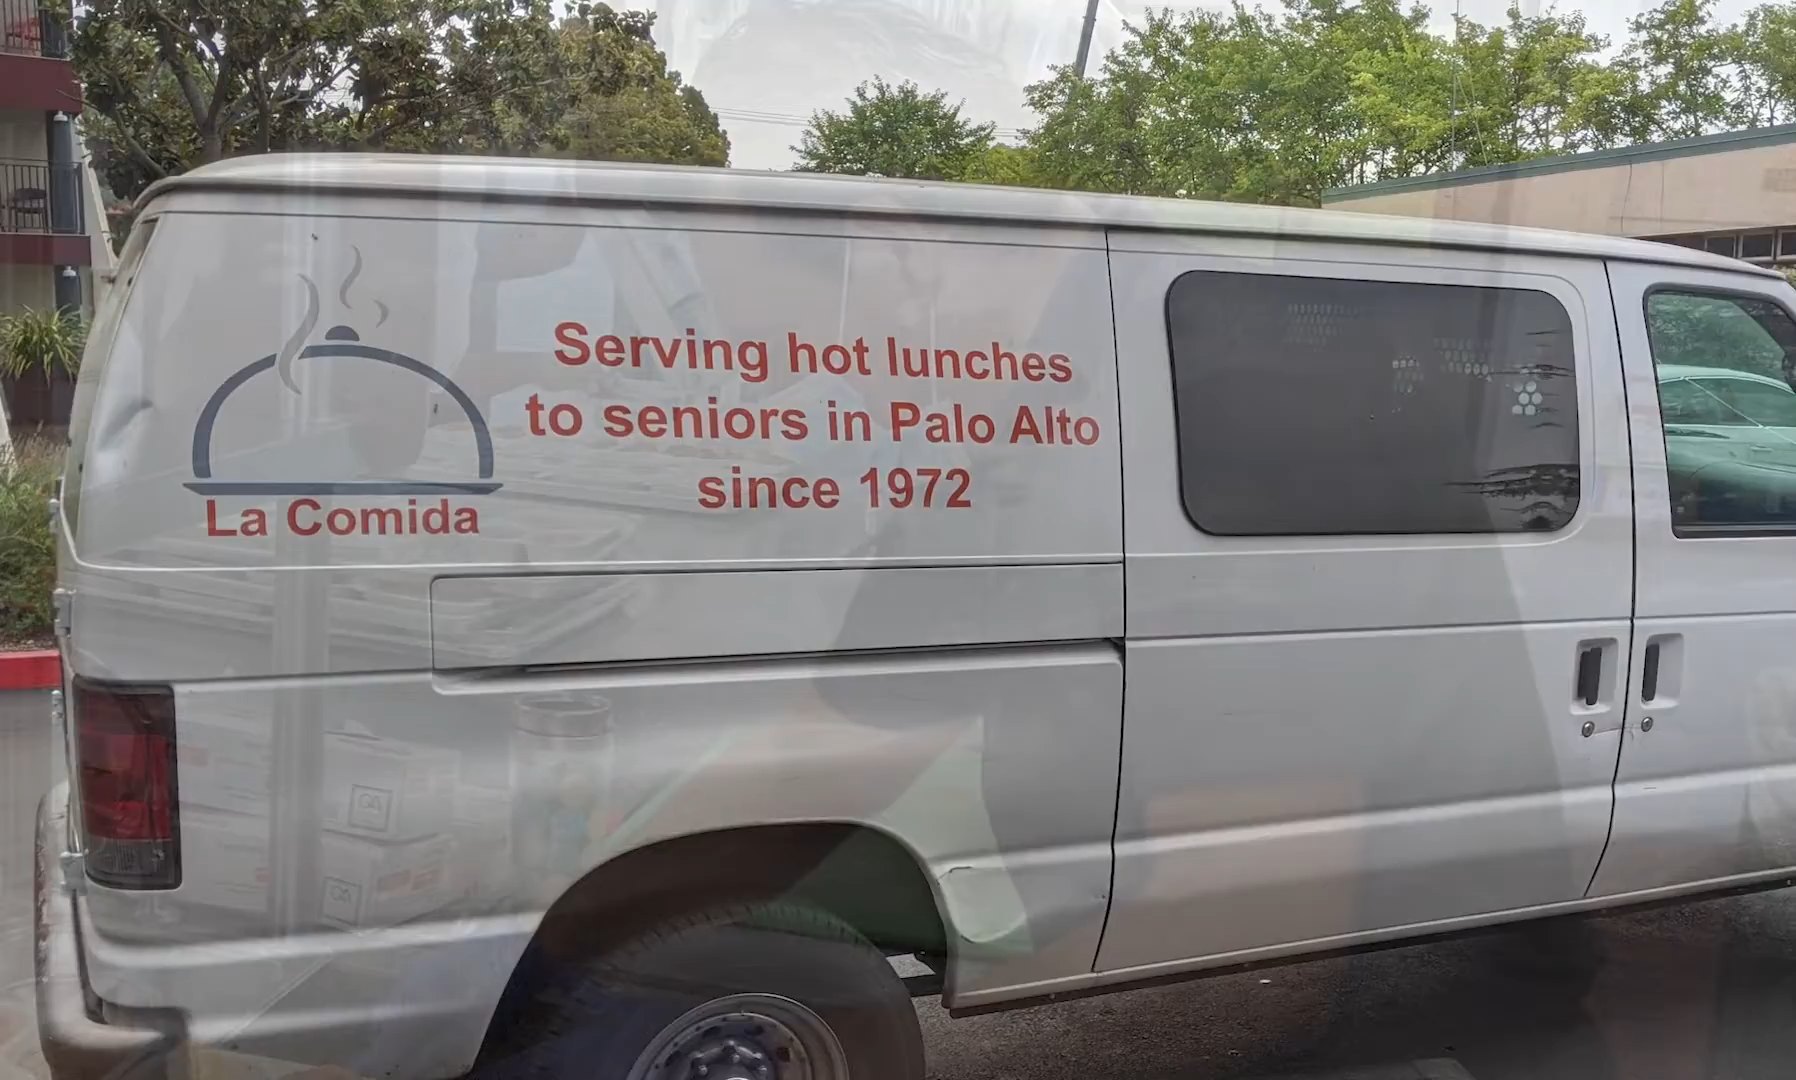 Serving hot lunches
to seniors in Palo Alto
since 1972
La Comida